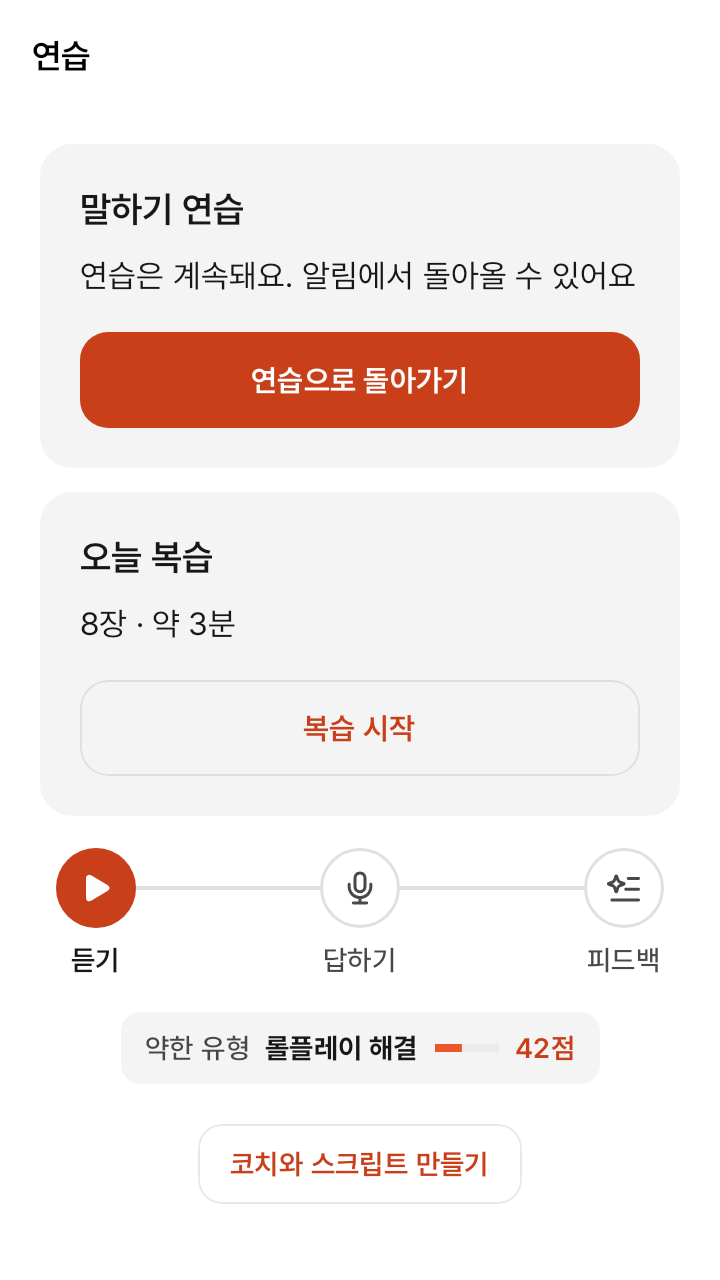 연습
말하기 연습
연습은 계속돼요. 알림에서 돌아올 수 있어요
연습으로 돌아가기
오늘 복습
8장 · 약 3분
복습 시작
듣기
답하기
피드백
약한 유형 롤플레이 해결 42점
코치와 스크립트 만들기